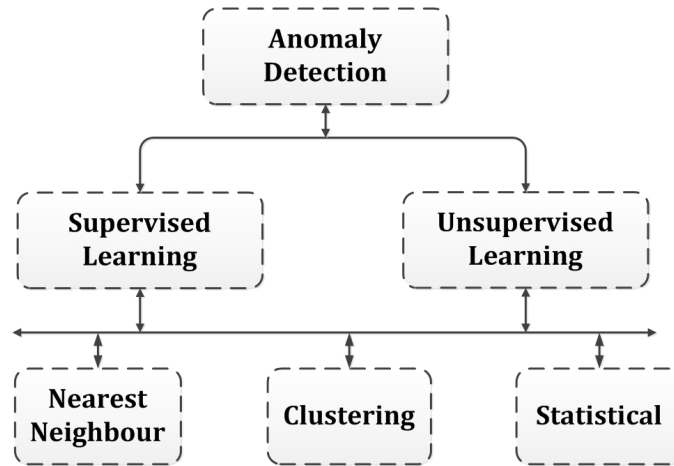 Anomaly
Detection
Supervised
Learning
Unsupervised
Learning
Nearest
Neighbour
Clustering
Statistical